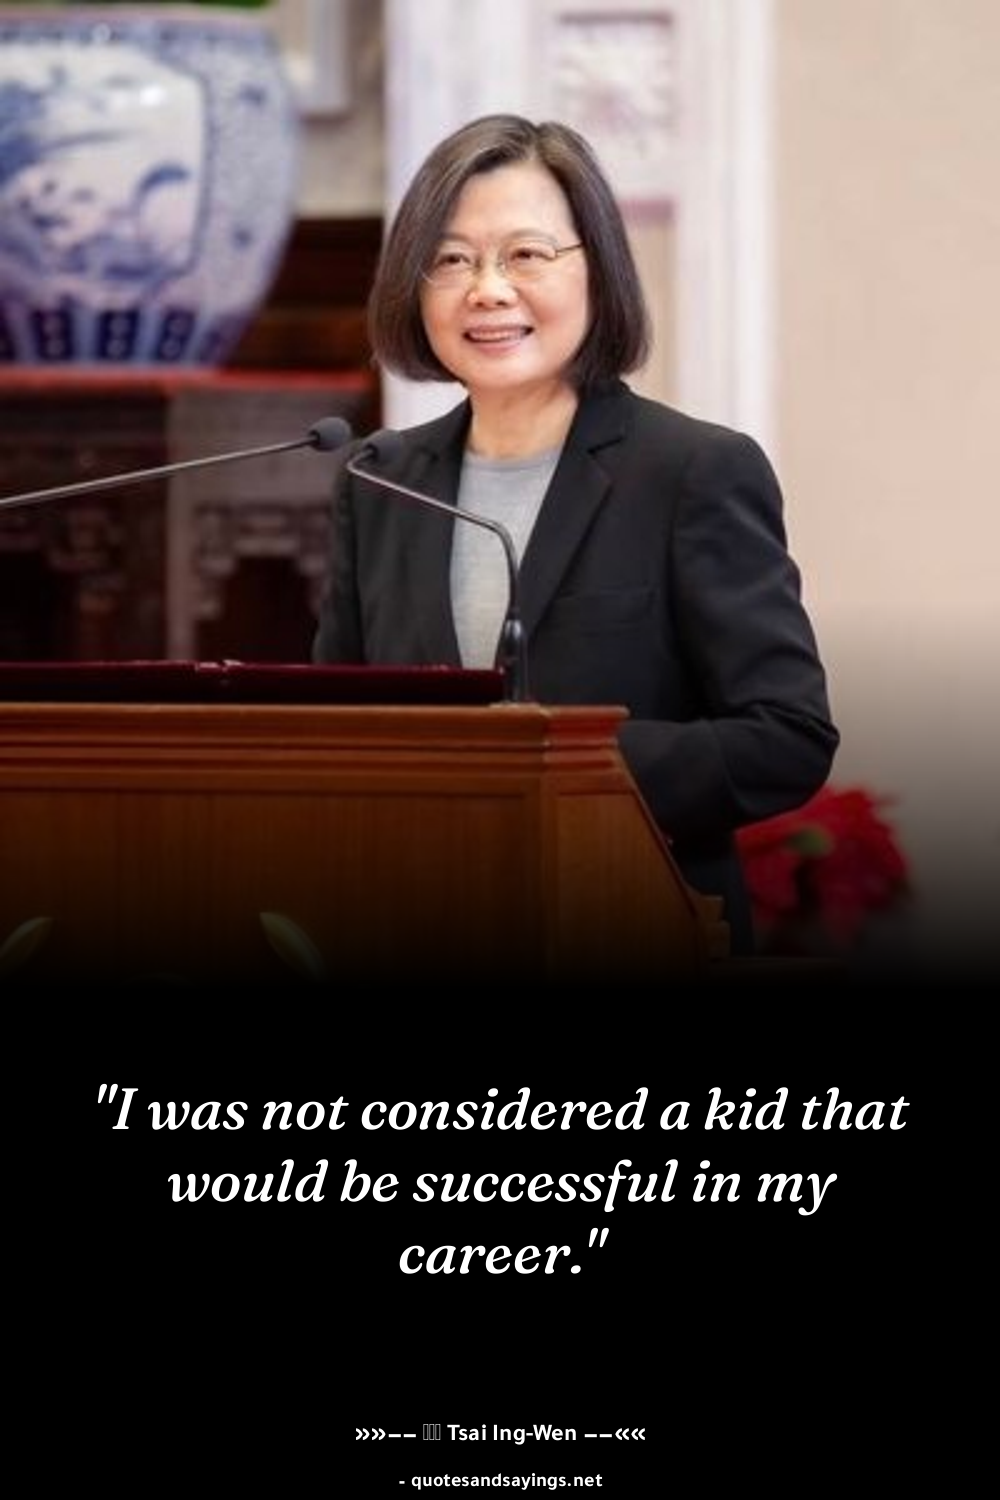 "I was not considered a kid that
would be successful in my
career."
»»–– Tsai Ing-Wen ––««
- quotesandsayings.net